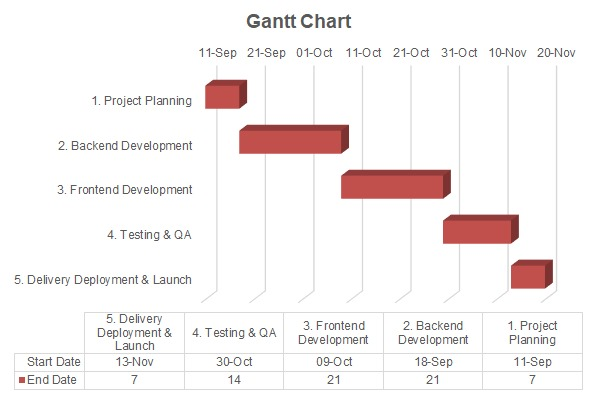 Gantt Chart
11-Sep 21-Sep 01-Oct 11-Oct 21-Oct 31-Oct 10-Nov 20-Nov
1. Project Planning
2. Backend Development
3. Frontend Development
4. Testing & QA
5. Delivery Deployment & Launch
5. Delivery Deployment & Launch 4. Testing & QA 3. Frontend Development 2. Backend Development 1. Project Planning
Start Date 13-Nov 30-Oct 09-Oct 18-Sep 11-Sep
End Date 7 14 21 21 7